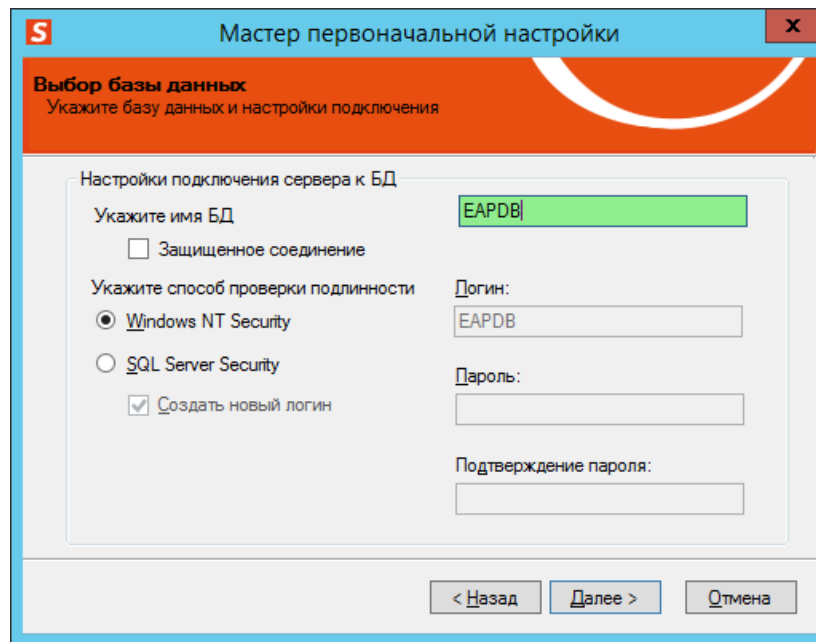 S
Мастер первоначальной настройки
x
Выбор базы данных
Укажите базу данных и настройки подключения
Настройки подключения сервера к БД
Укажите имя БД
EAPDB
Защищенное соединение
Укажите способ проверки подлинности
Логин:
Windows NT Security
EAPDB
SQL Server Security
Пароль:
Создать новый логин
Подтверждение пароля:
< Назад
Далее >
Отмена